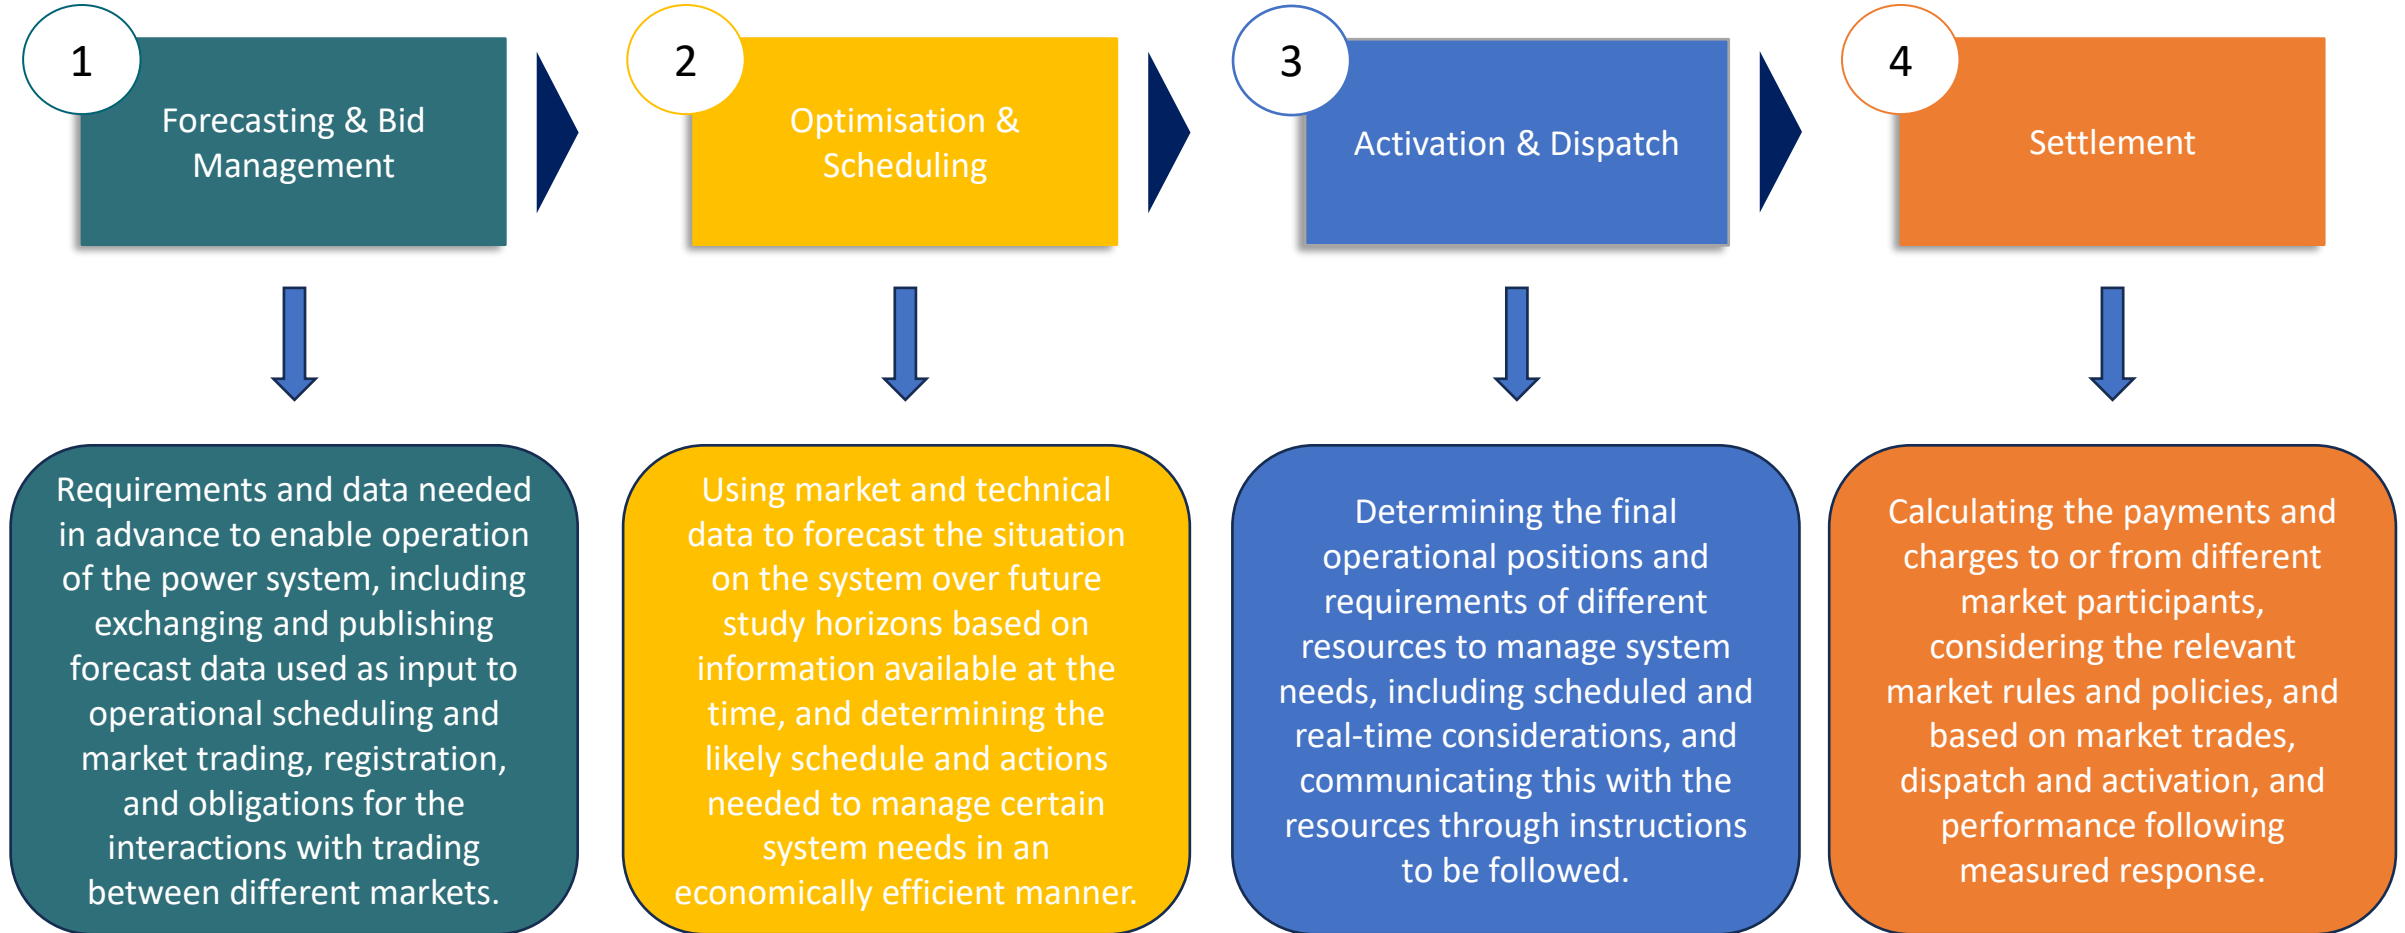 1
Forecasting & Bid
Management
2
Optimisation &
Scheduling
3
Activation & Dispatch
4
Settlement
Requirements and data needed
in advance to enable operation
of the power system, including
exchanging and publishing
forecast data used as input to
operational scheduling and
market trading, registration,
and obligations for the
interactions with trading
between different markets.
Using market and technical
data to forecast the situation
on the system over future
study horizons based on
information available at the
time, and determining the
likely schedule and actions
needed to manage certain
system needs in an
economically efficient manner.
Determining the final
operational positions and
requirements of different
resources to manage system
needs, including scheduled and
real-time considerations, and
communicating this with the
resources through instructions
to be followed.
Calculating the payments and
charges to or from different
market participants,
considering the relevant
market rules and policies, and
based on market trades,
dispatch and activation, and
performance following
measured response.